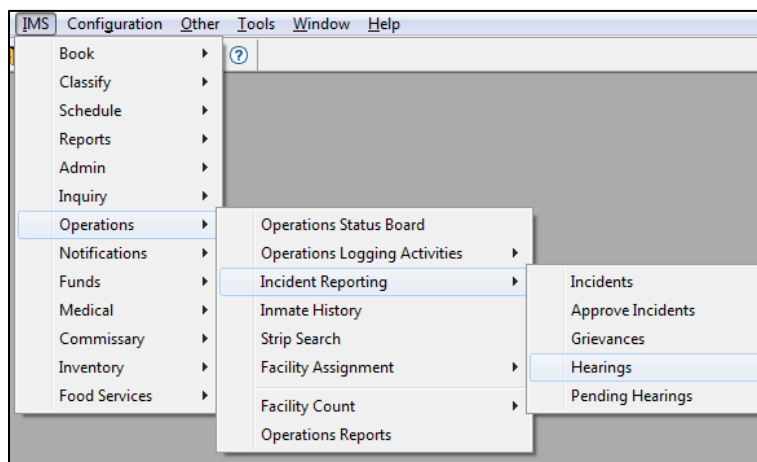 IMS Configuration Other Tools Window Help
Book
Classify
Schedule
Reports
Admin
Inquiry
Operations
Notifications
Funds
Medical
Commissary
Inventory
Food Services
Operations Status Board
Operations Logging Activities
Incident Reporting
Inmate History
Strip Search
Facility Assignment
Facility Count
Operations Reports
Incidents
Approve Incidents
Grievances
Hearings
Pending Hearings